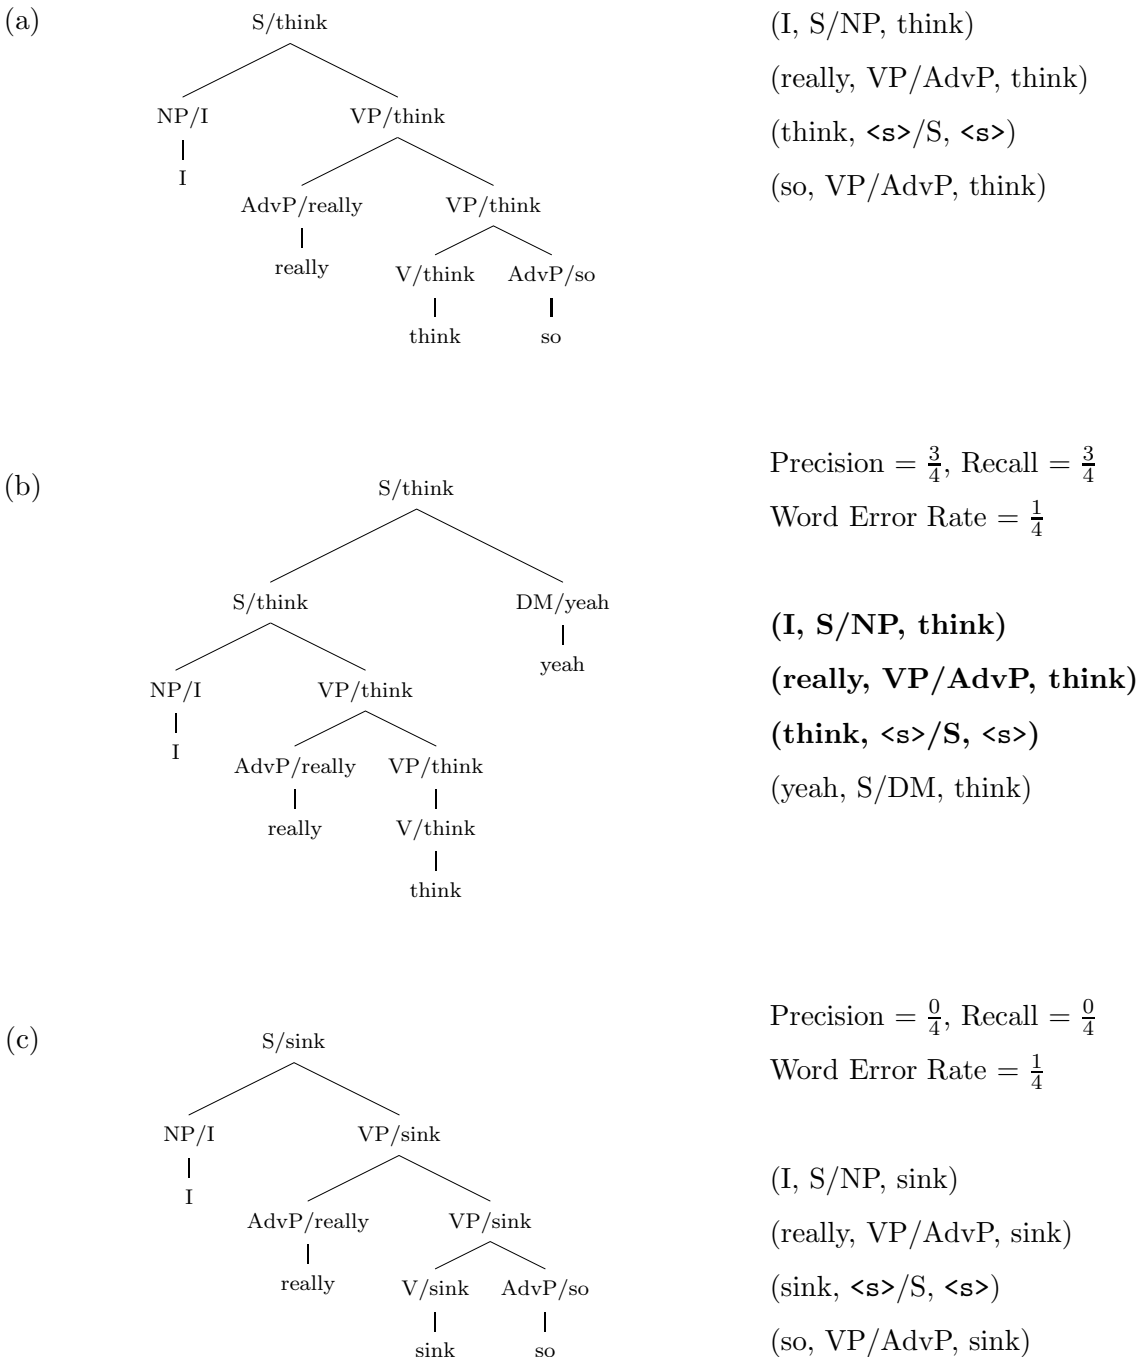 (a)
S/think
NP/I VP/think
I
AdvP/really VP/think
really V/think AdvP/so
think so
(I, S/NP, think)
(really, VP/AdvP, think)
(think, <s>/S, <s>)
(so, VP/AdvP, think)
(b)
S/think
S/think DM/yeah
yeah
NP/I VP/think
I
AdvP/really VP/think
really V/think
think
Precision = 3/4, Recall = 3/4
Word Error Rate = 1/4
(I, S/NP, think)
(really, VP/AdvP, think)
(think, <s>/S, <s>)
(yeah, S/DM, think)
(c)
S/sink
NP/I VP/sink
I
AdvP/really VP/sink
really V/sink AdvP/so
sink so
Precision = 0/4, Recall = 0/4
Word Error Rate = 1/4
(I, S/NP, sink)
(really, VP/AdvP, sink)
(sink, <s>/S, <s>)
(so, VP/AdvP, sink)